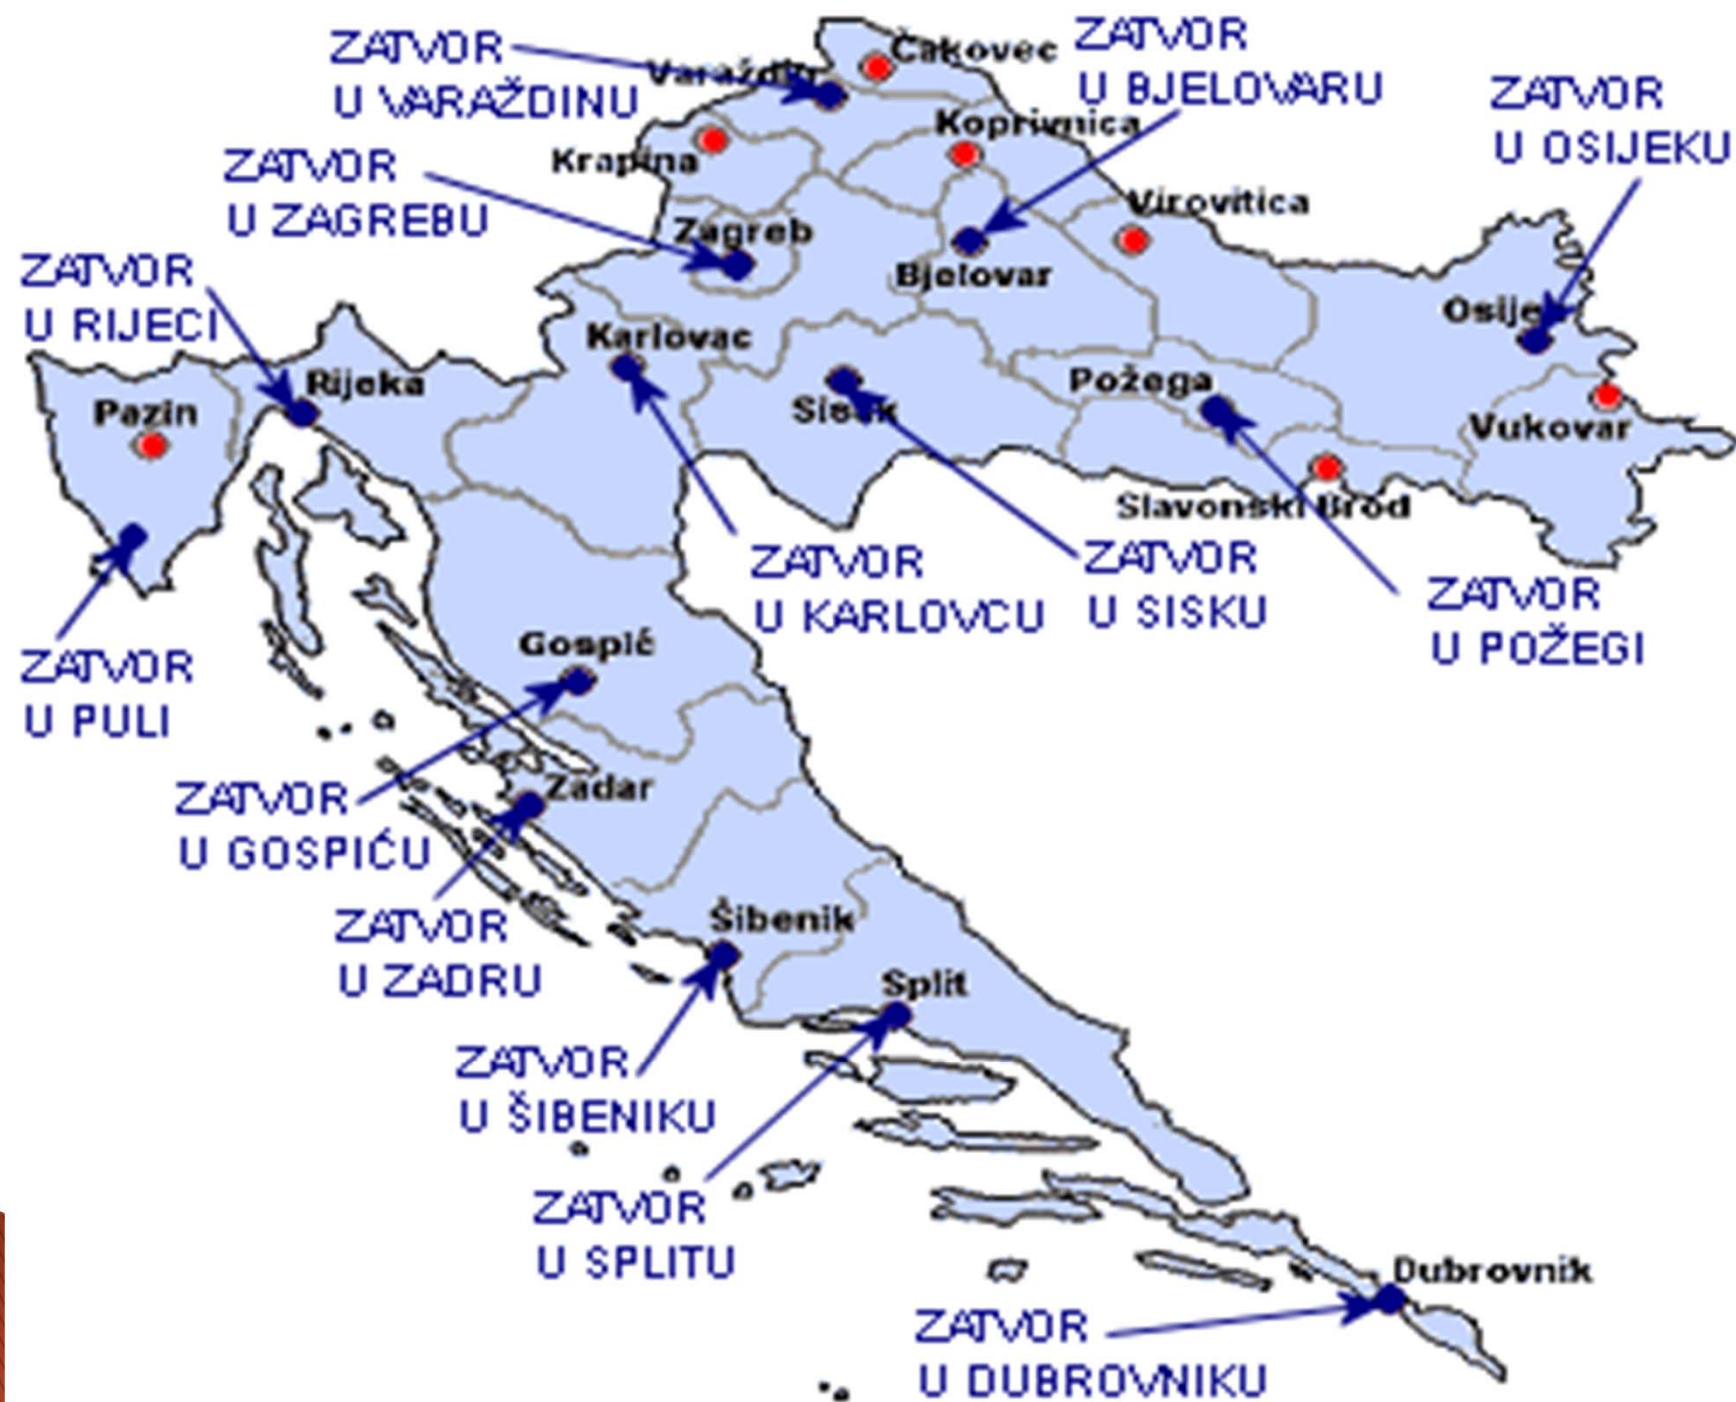 ZATVOR
U VARAŽDINU
Varaždin
Čakovec
ZATVOR
U BJELOVARU
ZATVOR
U OSIJEKU
Koprivnica
Krapina
ZATVOR
U ZAGREBU
Zagreb
Virovitica
Bjelovar
ZATVOR
U RIJECI
Osijek
Karlovac
Rijeka
Pazin
Sisak
Požega
Vukovar
Slavonski Brod
ZATVOR
U KARLOVCU
ZATVOR
U SISKU
ZATVOR
U POŽEGI
ZATVOR
U PULI
Gospić
ZATVOR
U GOSPIĆU
Zadar
ZATVOR
U ZADRU
Šibenik
Split
ZATVOR
U ŠIBENIKU
ZATVOR
U SPLITU
Dubrovnik
ZATVOR
U DUBROVNIKU